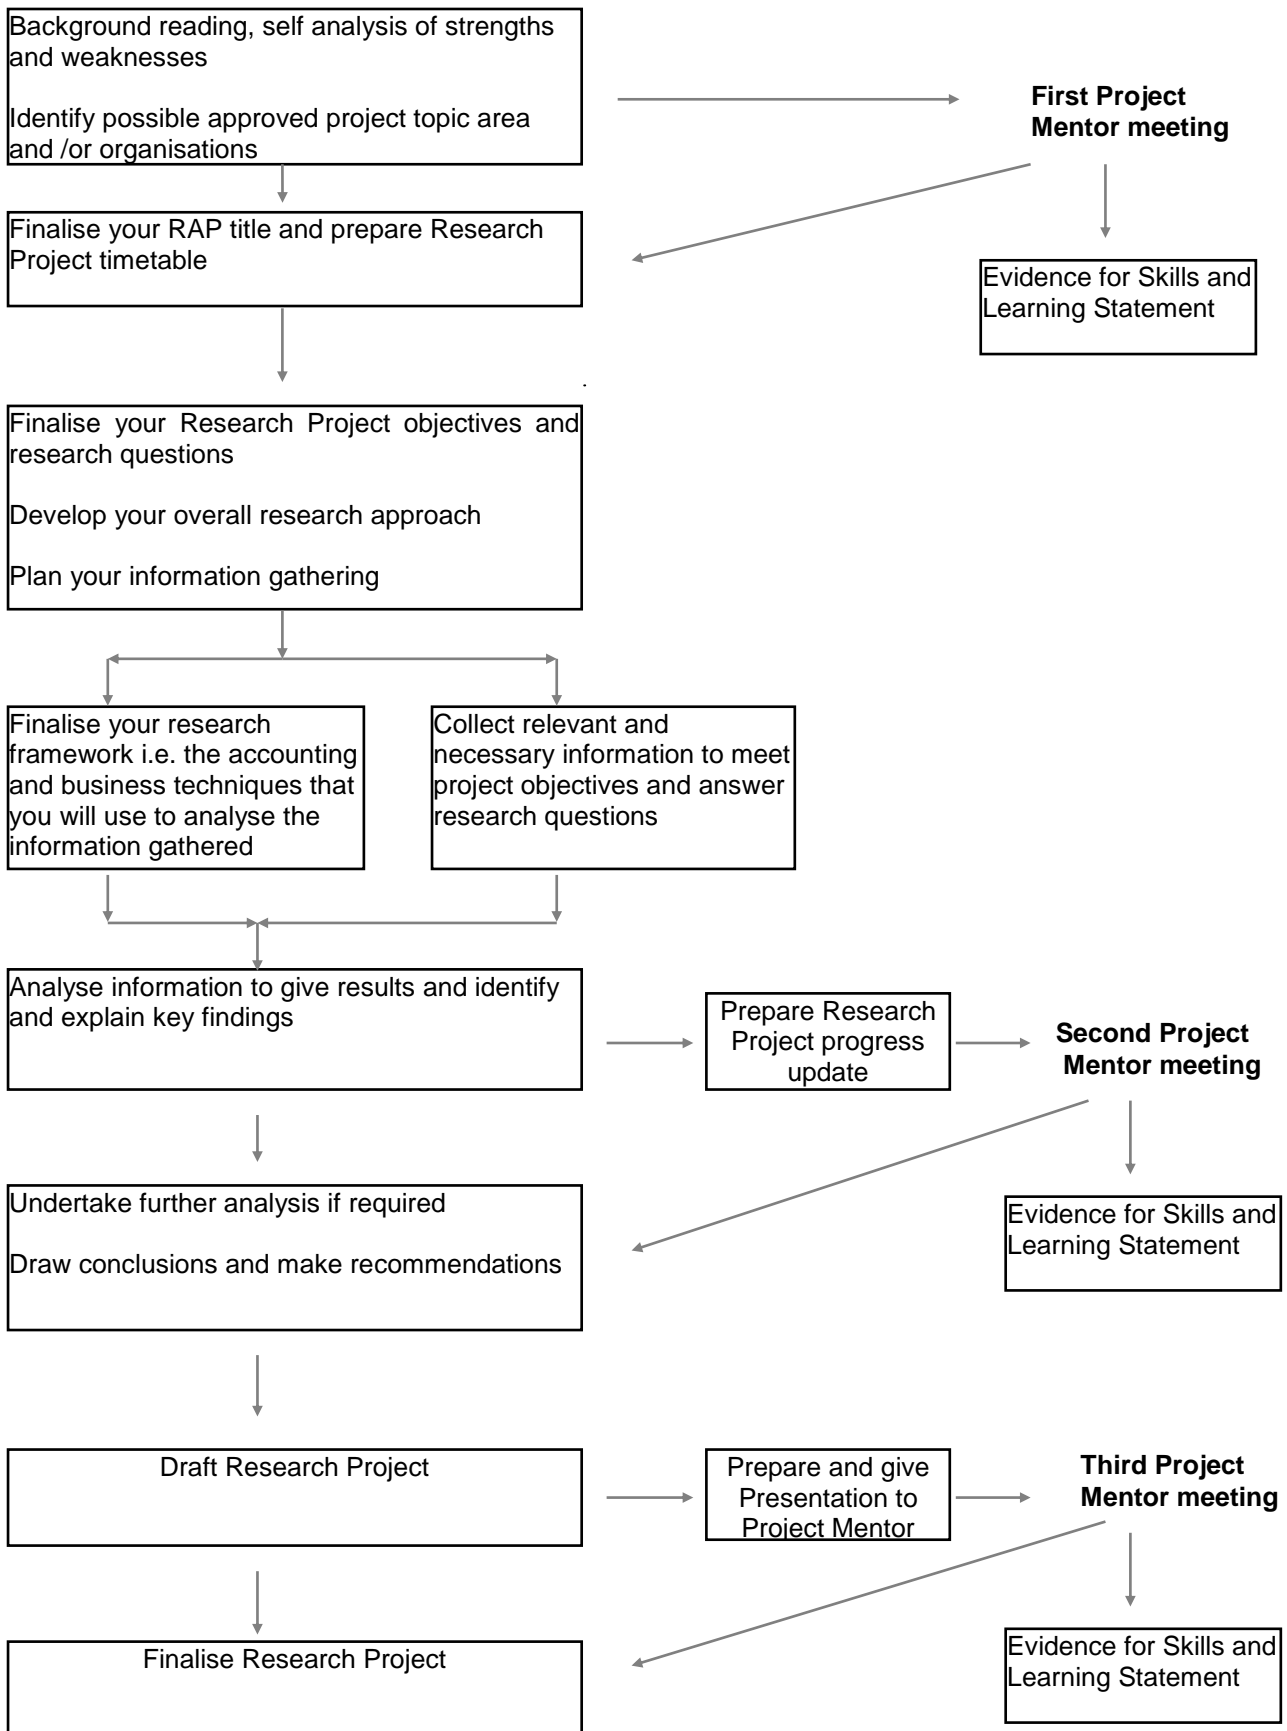 Background reading, self analysis of strengths
and weaknesses
Identify possible approved project topic area
and /or organisations
First Project
Mentor meeting
Finalise your RAP title and prepare Research
Project timetable
Evidence for Skills and
Learning Statement
.
Finalise your Research Project objectives and
research questions
Develop your overall research approach
Plan your information gathering
Finalise your research
framework i.e. the accounting
and business techniques that
you will use to analyse the
information gathered
Collect relevant and
necessary information to meet
project objectives and answer
research questions
Analyse information to give results and identify
and explain key findings
Prepare Research
Project progress
update
Second Project
Mentor meeting
Undertake further analysis if required
Draw conclusions and make recommendations
Evidence for Skills and
Learning Statement
Draft Research Project
Prepare and give
Presentation to
Project Mentor
Third Project
Mentor meeting
Finalise Research Project
Evidence for Skills and
Learning Statement